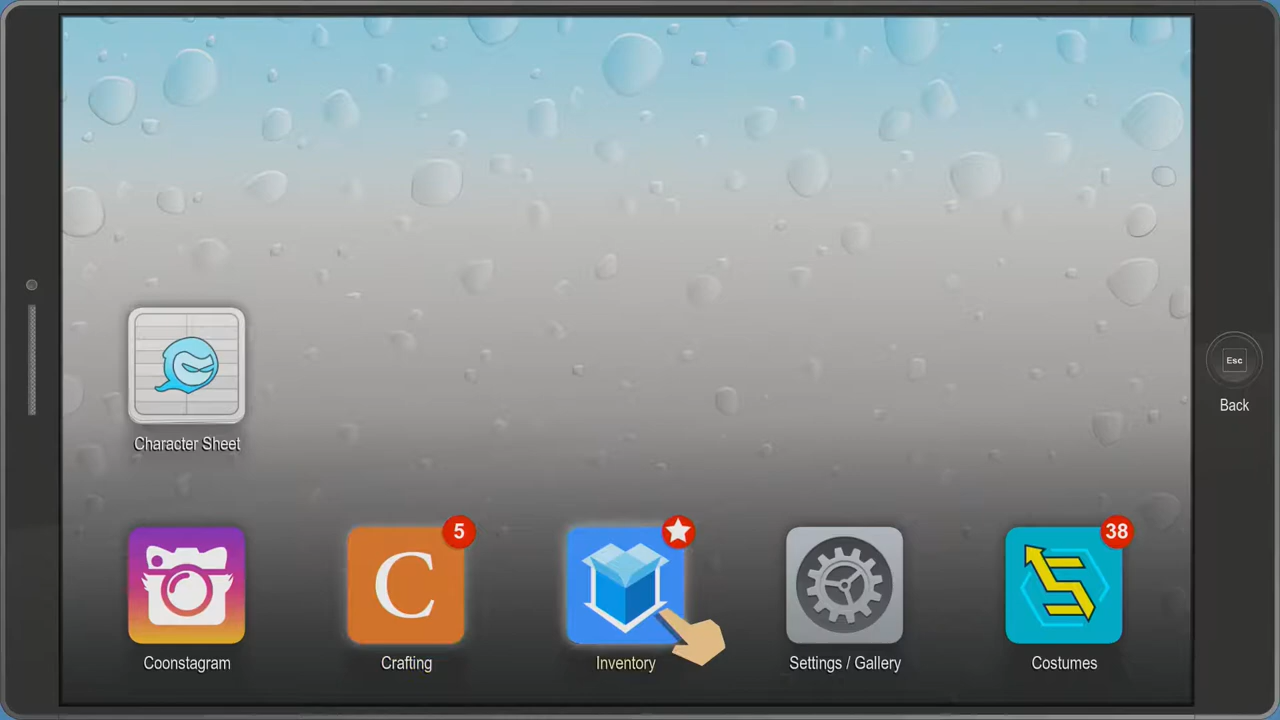 Esc
Back
Character Sheet
5
38
C
Coonstagram
Crafting
Inventory
Settings / Gallery
Costumes